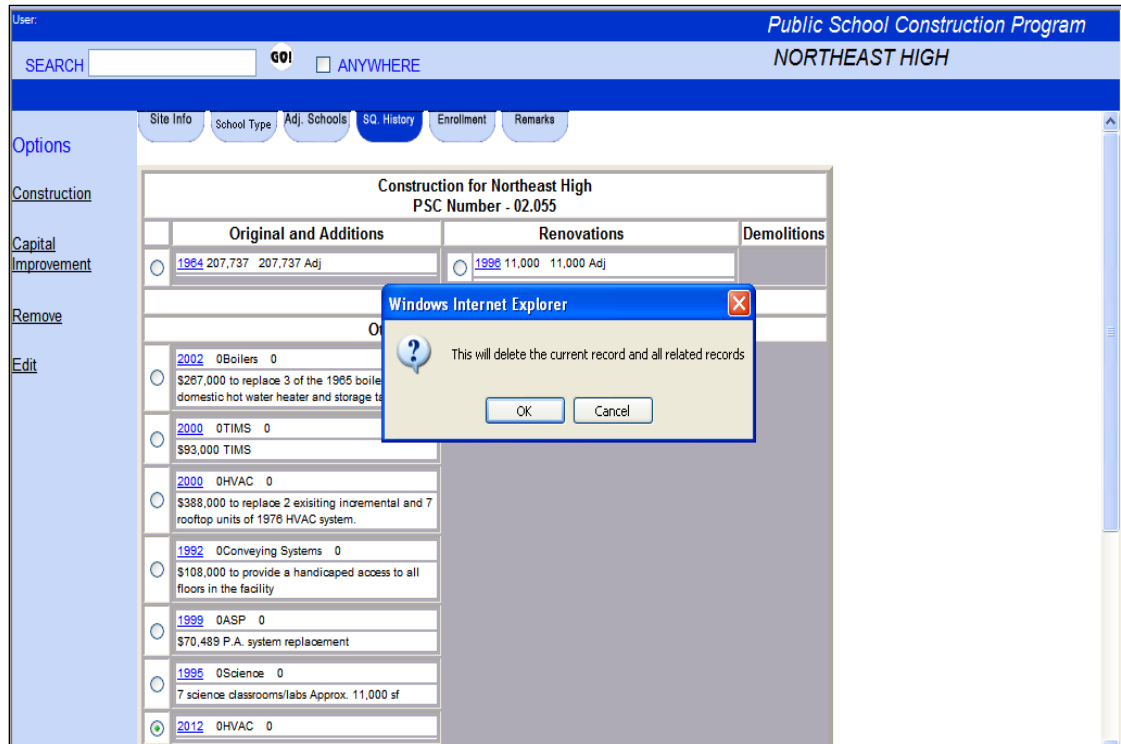 User:
Public School Construction Program
SEARCH
GO!
ANYWHERE
NORTHEAST HIGH
Site Info
School Type
Adj. Schools
SQ. History
Enrollment
Remarks
Options
Construction
Capital
Improvement
Remove
Edit
Construction for Northeast High
PSC Number - 02.055
Original and Additions
Renovations
Demolitions
1964 207,737 207,737 Adj
1996 11,000 11,000 Adj
Windows Internet Explorer
This will delete the current record and all related records
OK
Cancel
2002 0Boilers 0
$267,000 to replace 3 of the 1965
domestic hot water heater and storage
2000 0TIMS 0
$93,000 TIMS
2000 0HVAC 0
$388,000 to replace 2 exisiting incremental and 7
rooftop units of 1976 HVAC system.
1992 0Conveying Systems 0
$108,000 to provide a handicaped access to all
floors in the facility
1999 0ASP 0
$70,489 P.A. system replacement
1995 0Science 0
7 science classrooms/labs Approx. 11,000 sf
2012 0HVAC 0